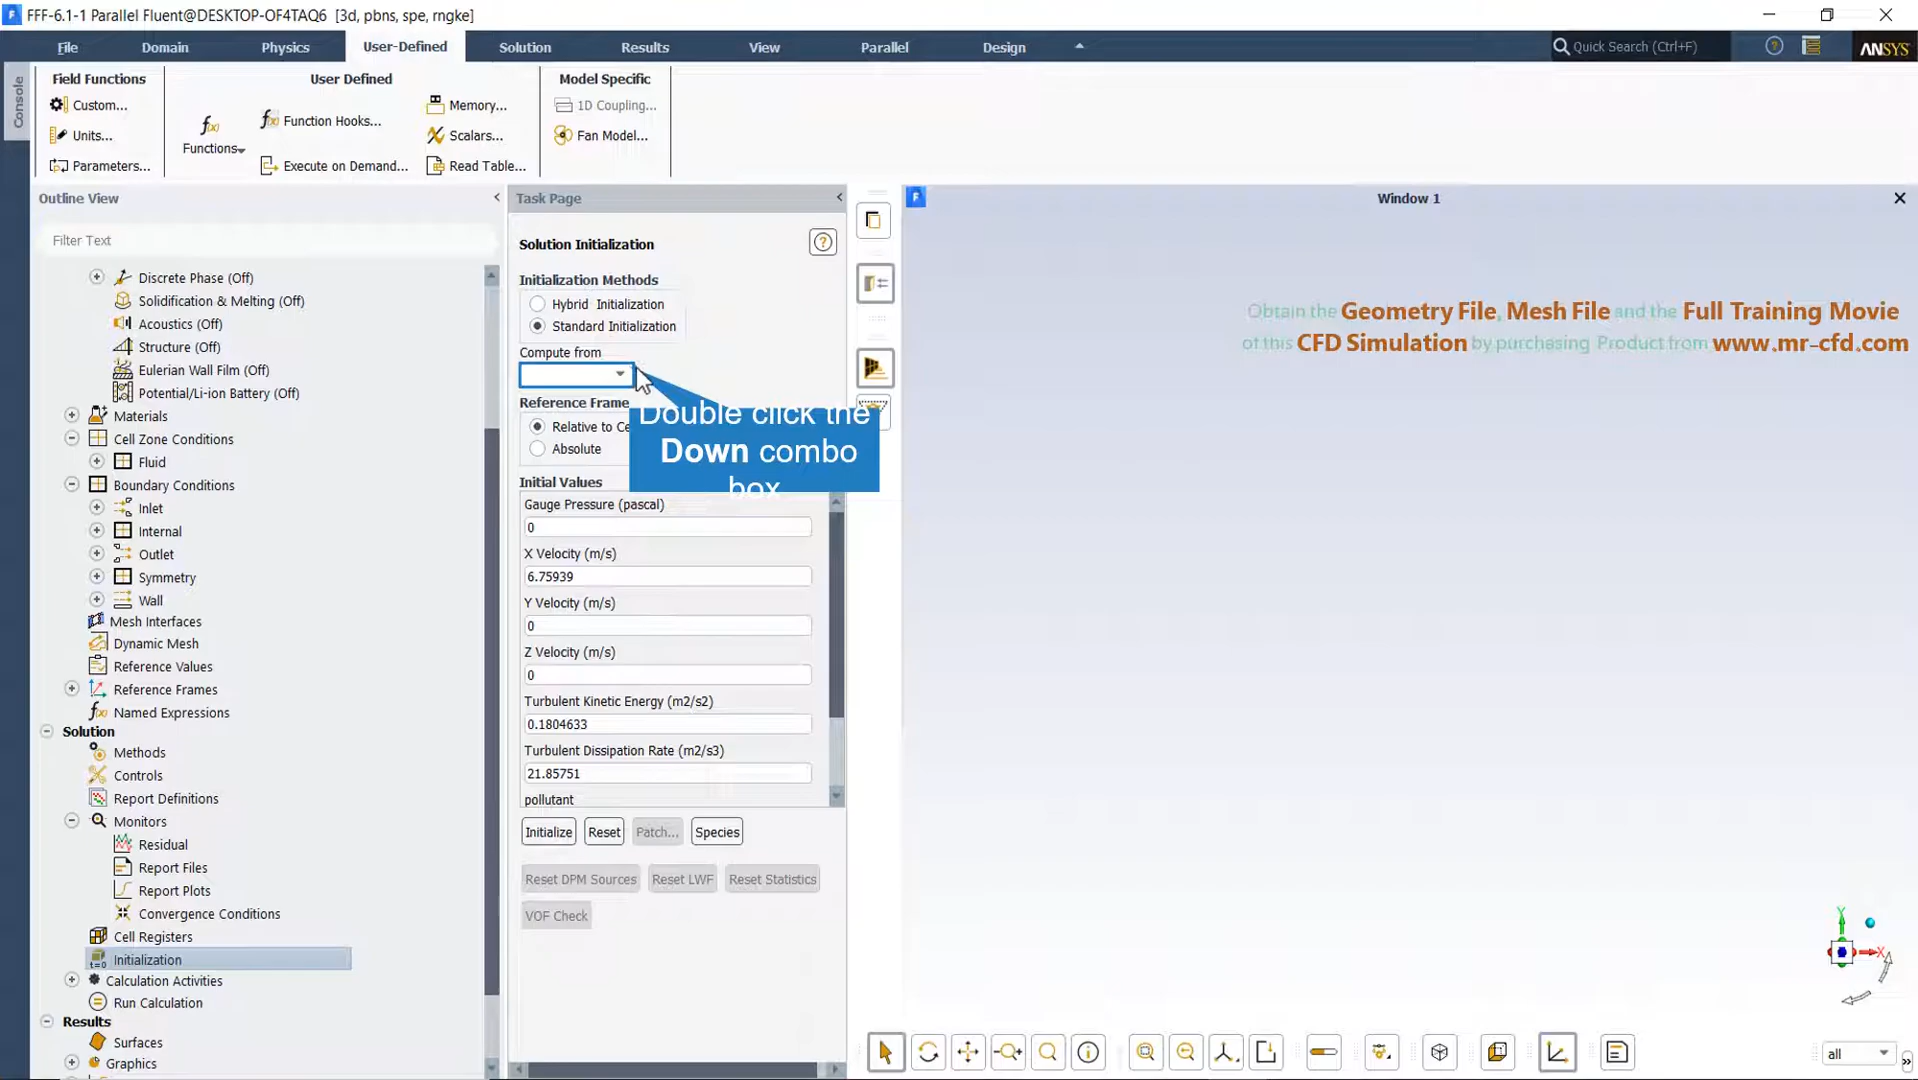 FFF-6.1-1 Parallel Fluent@DESKTOP-OF4TAQ6 [3d, pbns, spe, rngke]
File Domain Physics User-Defined Solution Results View Parallel Design Quick Search (Ctrl+F) ANSYS
Console
Field Functions User Defined Model Specific
Custom... Memory... 1D Coupling...
Functions Function Hooks...
Units... Scalars... Fan Model...
Parameters... Execute on Demand... Read Table...
Outline View
Filter Text
Discrete Phase (Off)
Solidification & Melting (Off)
Acoustics (Off)
Structure (Off)
Eulerian Wall Film (Off)
Potential/Li-ion Battery (Off)
Materials
Cell Zone Conditions
Fluid
Boundary Conditions
Inlet
Internal
Outlet
Symmetry
Wall
Mesh Interfaces
Dynamic Mesh
Reference Values
Reference Frames
Named Expressions
Solution
Methods
Controls
Report Definitions
Monitors
Residual
Report Files
Report Plots
Convergence Conditions
Cell Registers
t=0 Initialization
Calculation Activities
Run Calculation
Results
Surfaces
Graphics
Task Page
Solution Initialization
Initialization Methods
Hybrid Initialization
Standard Initialization
Compute from
Reference Frame
Relative to Ce
Absolute
Double click the
Down combo
box
Initial Values
Gauge Pressure (pascal)
0
X Velocity (m/s)
6.75939
Y Velocity (m/s)
0
Z Velocity (m/s)
0
Turbulent Kinetic Energy (m2/s2)
0.1804633
Turbulent Dissipation Rate (m2/s3)
21.85751
pollutant
Initialize Reset Patch... Species
Reset DPM Sources Reset LWF Reset Statistics
VOF Check
Window 1
Obtain the Geometry File, Mesh File and the Full Training Movie
of this CFD Simulation by purchasing Product from www.mr-cfd.com
Y
X
all